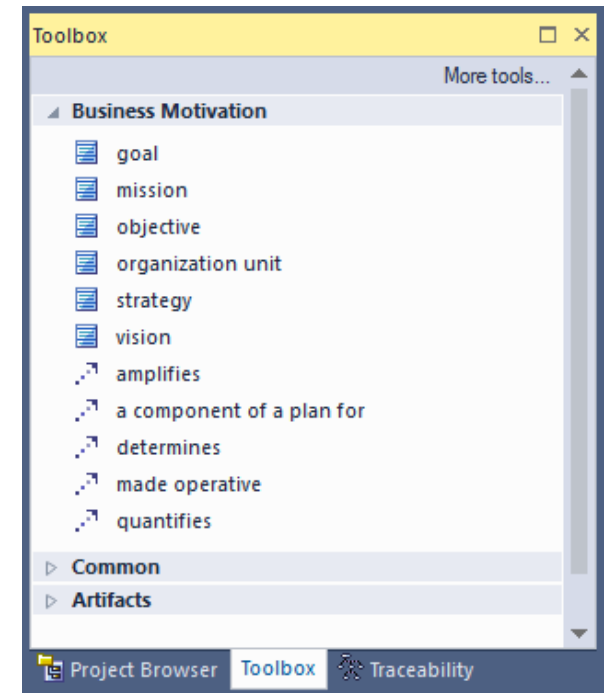 Toolbox
More tools...
Business Motivation
goal
mission
objective
organization unit
strategy
vision
amplifies
a component of a plan for
determines
made operative
quantifies
Common
Artifacts
Project Browser Toolbox Traceability